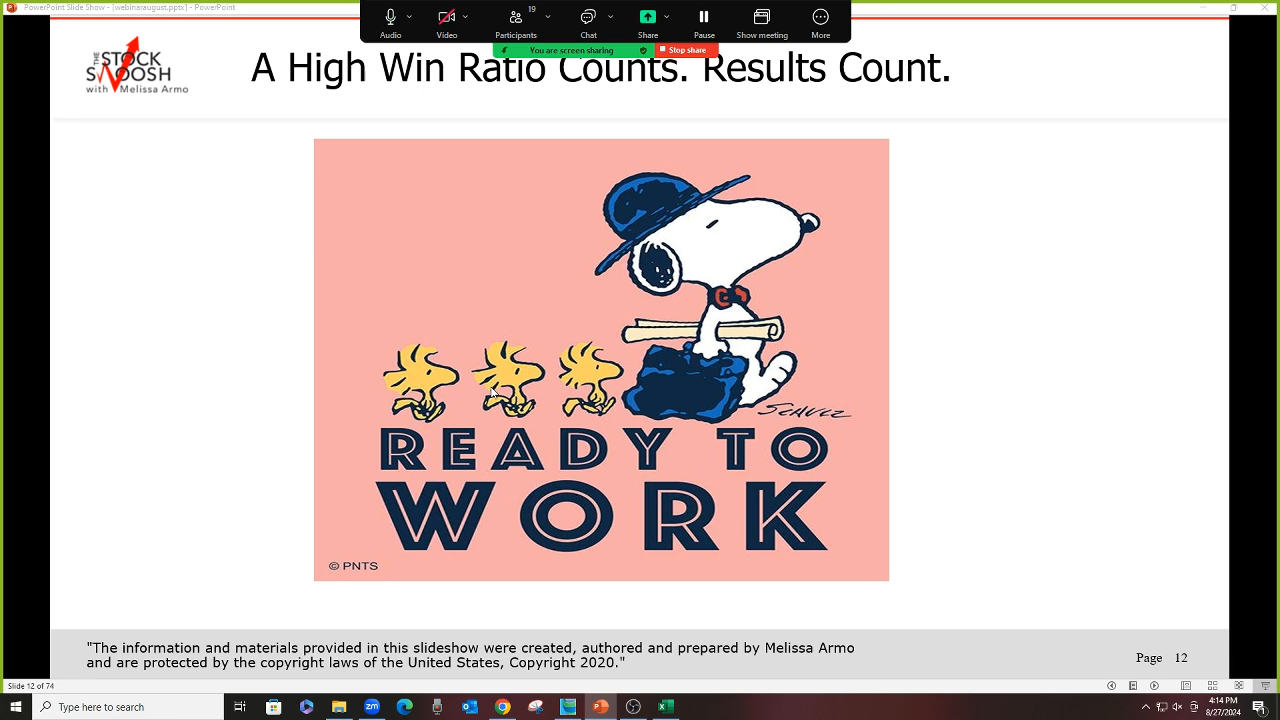 PowerPoint Slide Show - [webinaraugust.pptx] - PowerPoint
19
Audio
Video
Participants
Chat
Share
Pause
Show meeting
More
You are screen sharing
Stop share
THE STOCK
SWOOSH
with Melissa Armo
A High Win Ratio Counts. Results Count.
SCHULZ
READY TO
WORK
© PNTS
"The information and materials provided in this slideshow were created, authored and prepared by Melissa Armo
and are protected by the copyright laws of the United States, Copyright 2020."
Page 12
Slide 12 of 74
Type here to search
4:14 PM
8/27/2024